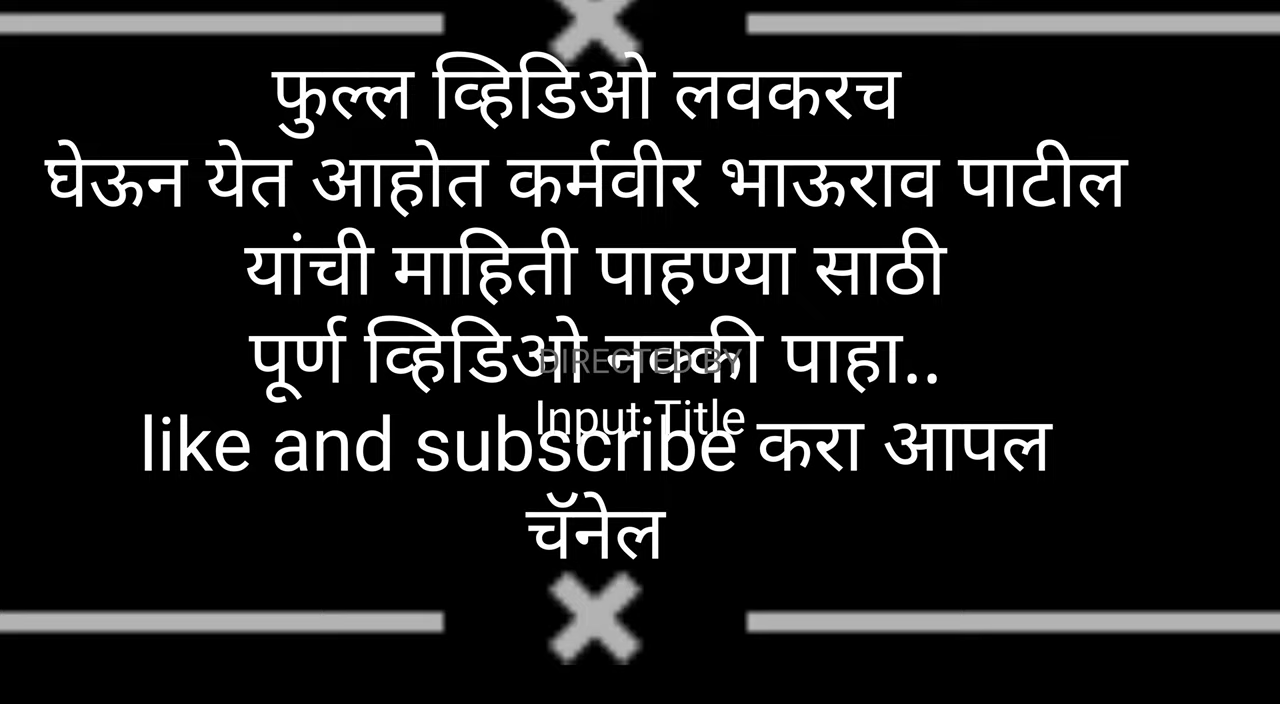 फुल्ल व्हिडिओ लवकरच
घेऊन येत आहोत कर्मवीर भाऊराव पाटील
यांची माहिती पाहण्या साठी
पूर्ण व्हिडिओ नक्की पाहा..
DIRECTED BY
Input Title
like and subscribe करा आपल
चॅनेल